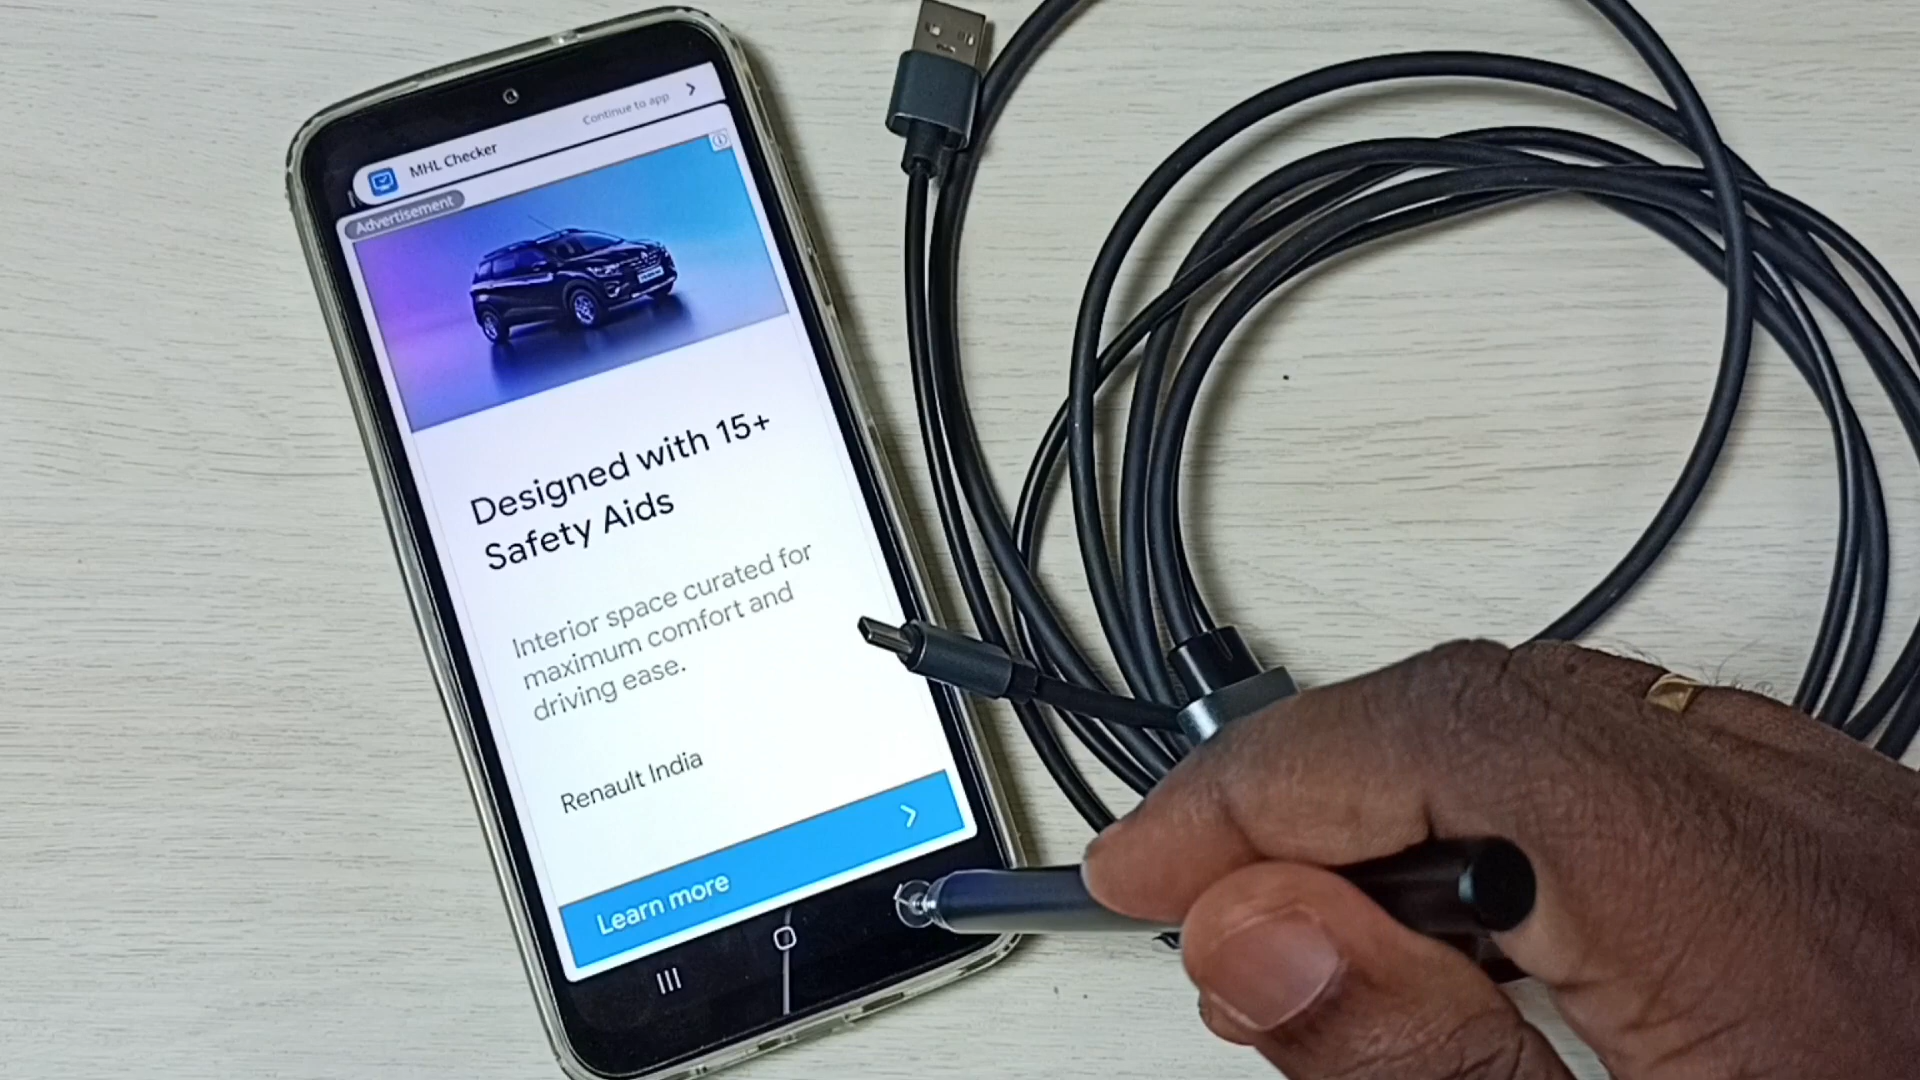 Continue to app
MHL Checker
Advertisement
Designed with 15+
Safety Aids
Interior space curated for
maximum comfort and
driving ease.
Renault India
Learn more